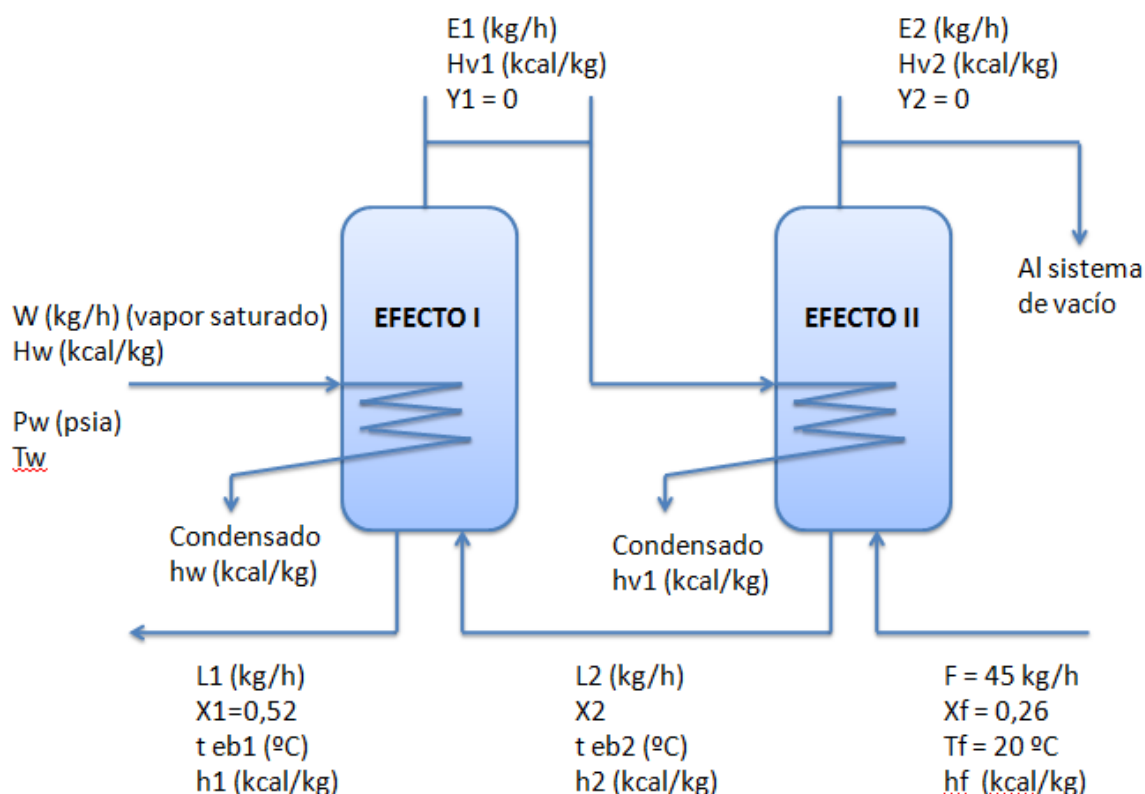 E1 (kg/h)
Hv1 (kcal/kg)
Y1 = 0
E2 (kg/h)
Hv2 (kcal/kg)
Y2 = 0
W (kg/h) (vapor saturado)
Hw (kcal/kg)
Pw (psia)
Tw
EFECTO I
EFECTO II
Al sistema
de vacío
Condensado
hw (kcal/kg)
Condensado
hv1 (kcal/kg)
L1 (kg/h)
X1=0,52
t eb1 (ºC)
h1 (kcal/kg)
L2 (kg/h)
X2
t eb2 (ºC)
h2 (kcal/kg)
F = 45 kg/h
Xf = 0,26
Tf = 20 ºC
hf (kcal/kg)